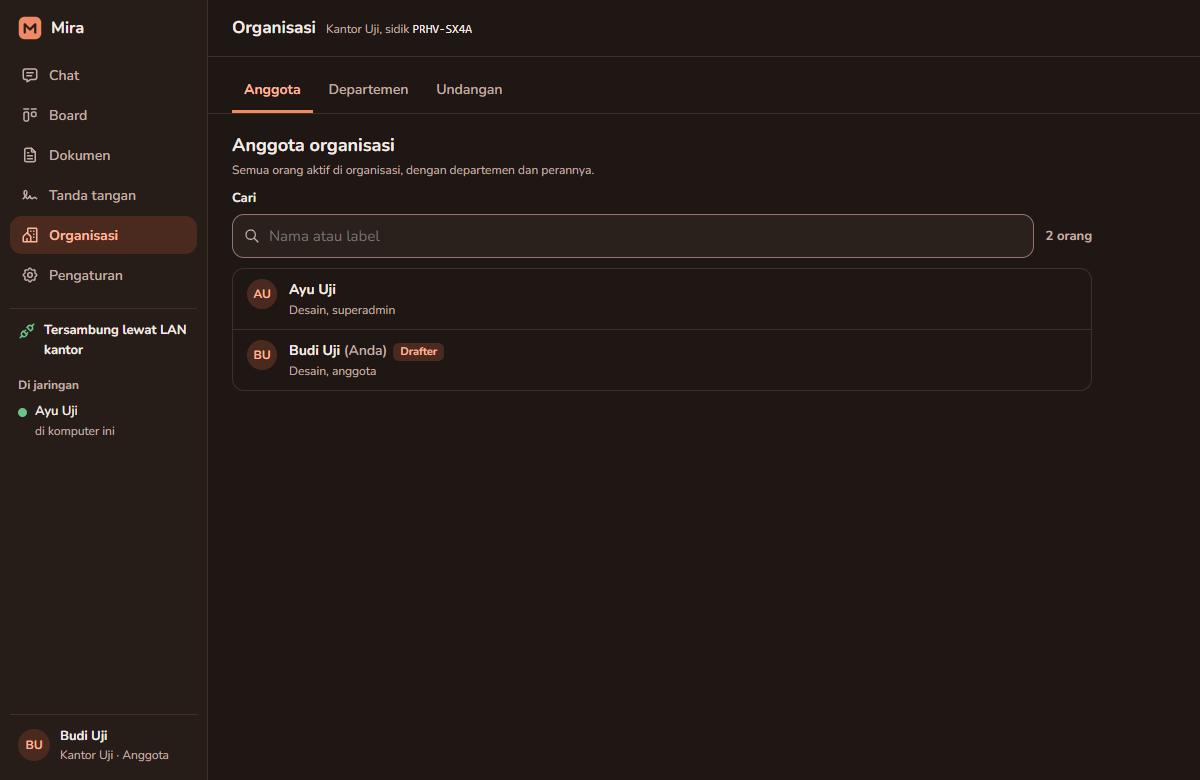 Mira
Chat
Board
Dokumen
Tanda tangan
Organisasi
Pengaturan
Tersambung lewat LAN
kantor
Di jaringan
Ayu Uji
di komputer ini
BU
Budi Uji
Kantor Uji · Anggota
Organisasi Kantor Uji, sidik PRHV-SX4A
Anggota Departemen Undangan
Anggota organisasi
Semua orang aktif di organisasi, dengan departemen dan perannya.
Cari
Nama atau label 2 orang
AU Ayu Uji
Desain, superadmin
BU Budi Uji (Anda) Drafter
Desain, anggota